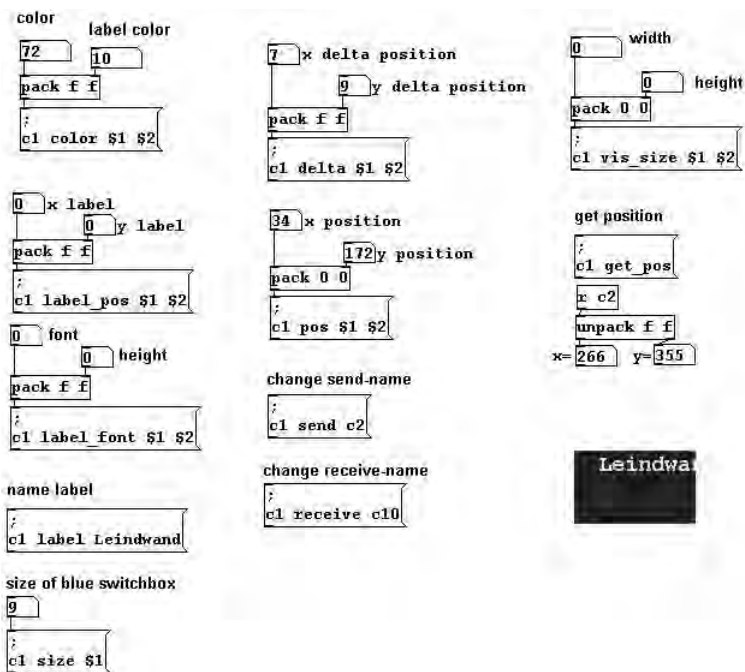 color
label color
72
10
pack f f
;
c1 color $1 $2
0 x label
0 y label
pack f f
;
c1 label_pos $1 $2
0 font
0 height
pack f f
;
c1 label_font $1 $2
name label
;
c1 label Leindwand
size of blue switchbox
9
;
c1 size $1
7 x delta position
9 y delta position
pack f f
;
c1 delta $1 $2
34 x position
172 y position
pack 0 0
;
c1 pos $1 $2
change send-name
;
c1 send c2
change receive-name
;
c1 receive c10
0 width
0 height
pack 0 0
;
c1 vis_size $1 $2
get position
;
c1 get_pos
r c2
unpack f f
x= 266 y= 355
Leindwa